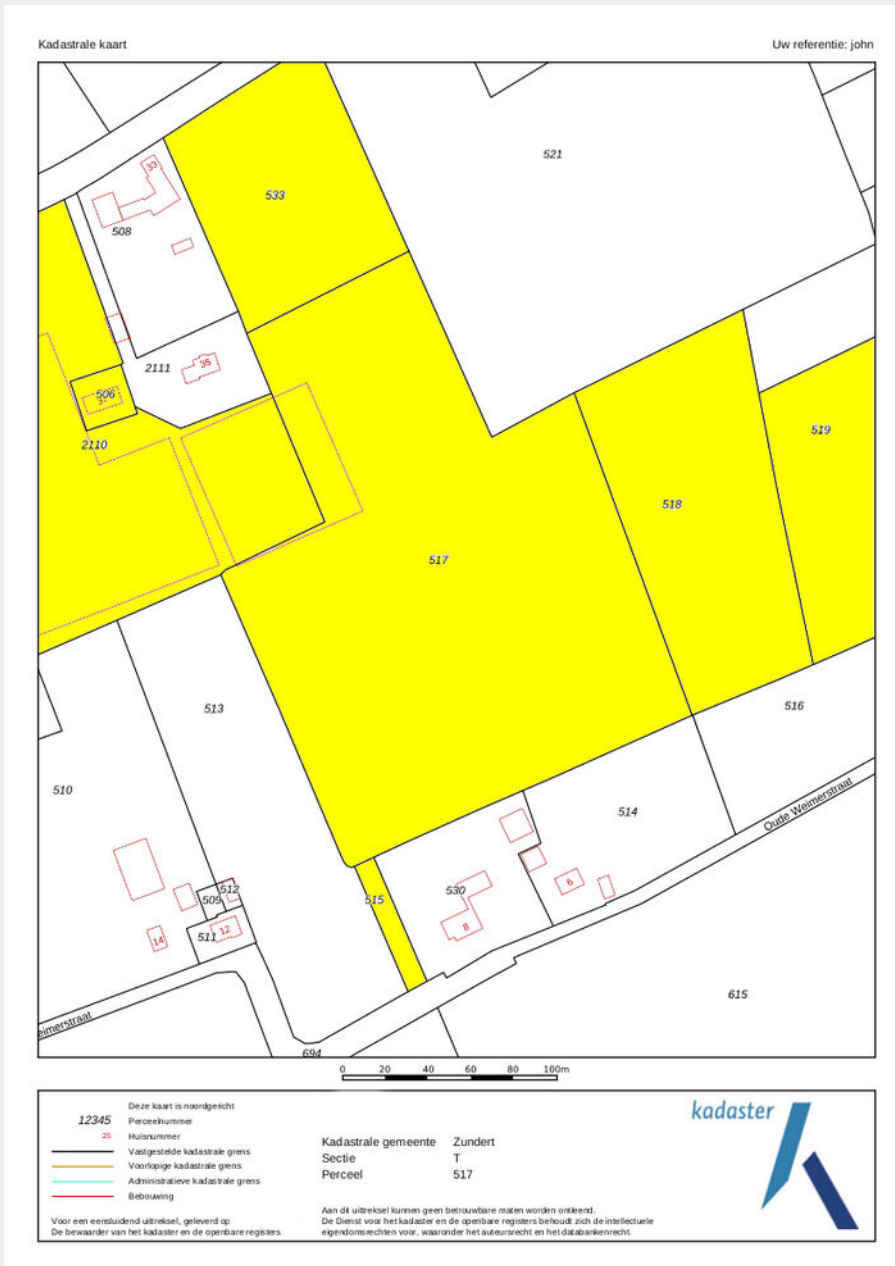 Kadastrale kaart
Uw referentie: john
521
33
533
508
2111
35
506
2110
519
518
517
513
516
510
514
Oude Weimerstraat
512
509
515
530
6
8
511
12
14
615
694
0 20 40 60 80 100m
Deze kaart is noordgericht
12345 Perceelnummer
25 Huisnummer
Vastgestelde kadastrale grens
Voorlopige kadastrale grens
Administratieve kadastrale grens
Bebouwing
Voor een eensluidend uittreksel, geleverd op
De bewaarder van het kadaster en de openbare registers
Kadastrale gemeente Zundert
Sectie T
Perceel 517
Aan dit uittreksel kunnen geen betrouwbare maten worden ontleend.
De Dienst voor het kadaster en de openbare registers behoudt zich de intellectuele
eigendomsrechten voor, waaronder het auteursrecht en het databankenrecht.
kadaster